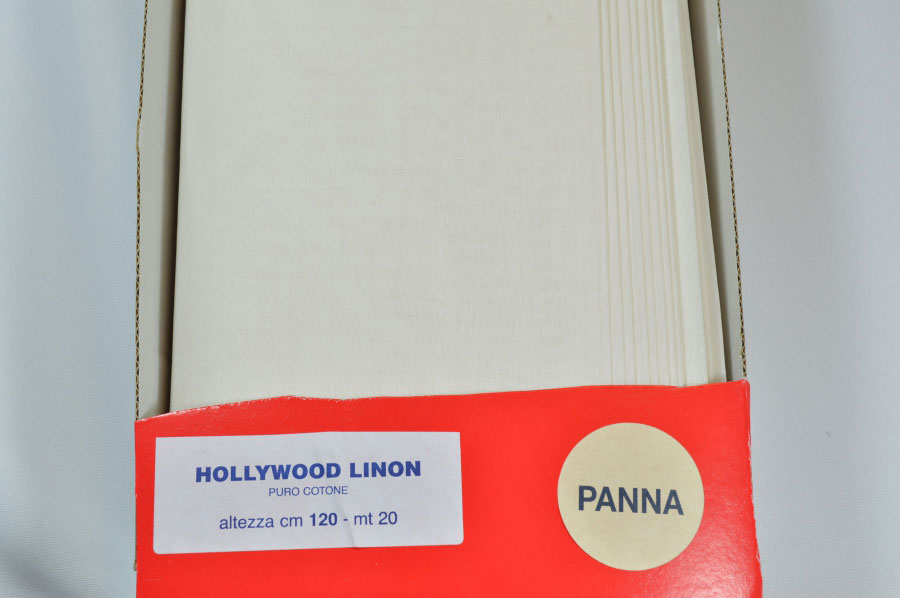 HOLLYWOOD LINON
PURO COTONE
altezza cm 120 - mt 20
PANNA